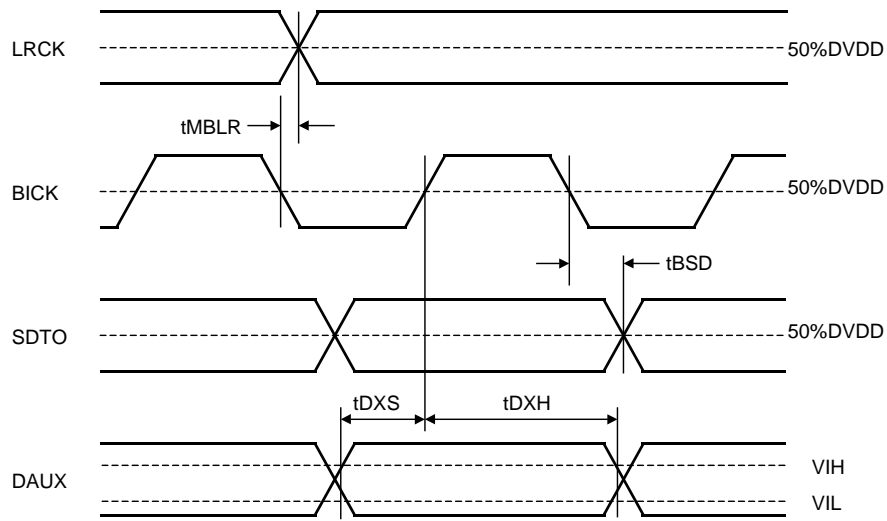 LRCK
50%DVDD
tMBLR
BICK
50%DVDD
tBSD
SDTO
50%DVDD
tDXS
tDXH
DAUX
VIH
VIL